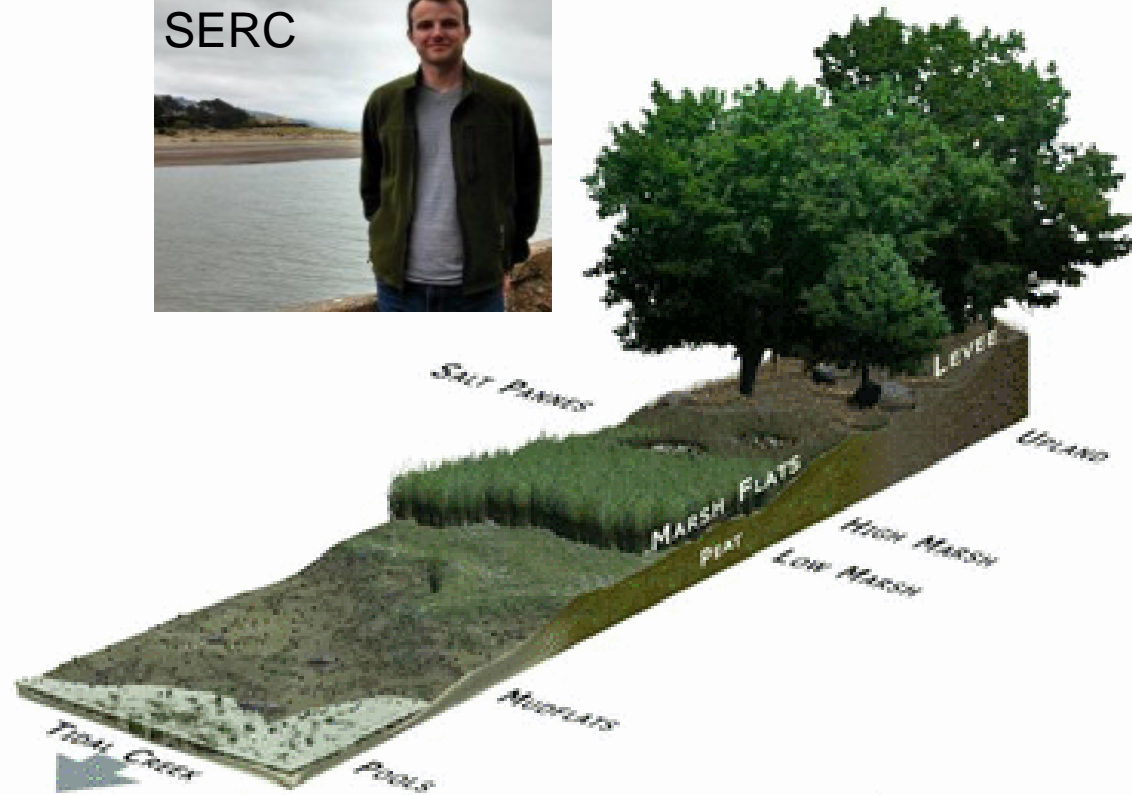 SERC
SALT PANNES
LEVEE
UPLAND
MARSH FLATS
PEAT
HIGH MARSH
LOW MARSH
MUDFLATS
TIDAL CREEK
POOLS